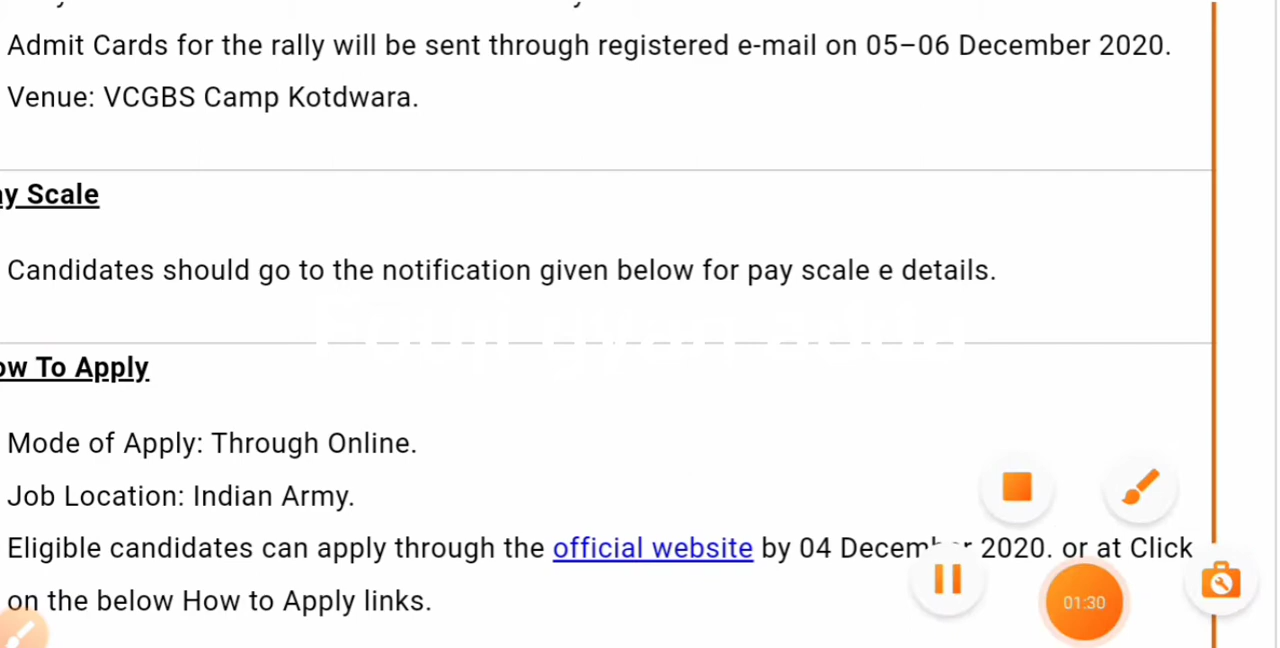 Admit Cards for the rally will be sent through registered e-mail on 05–06 December 2020.
Venue: VCGBS Camp Kotdwara.
ay Scale
Candidates should go to the notification given below for pay scale e details.
ow To Apply
Mode of Apply: Through Online.
Job Location: Indian Army.
Eligible candidates can apply through the official website by 04 December 2020. or at Click
on the below How to Apply links.
01:30